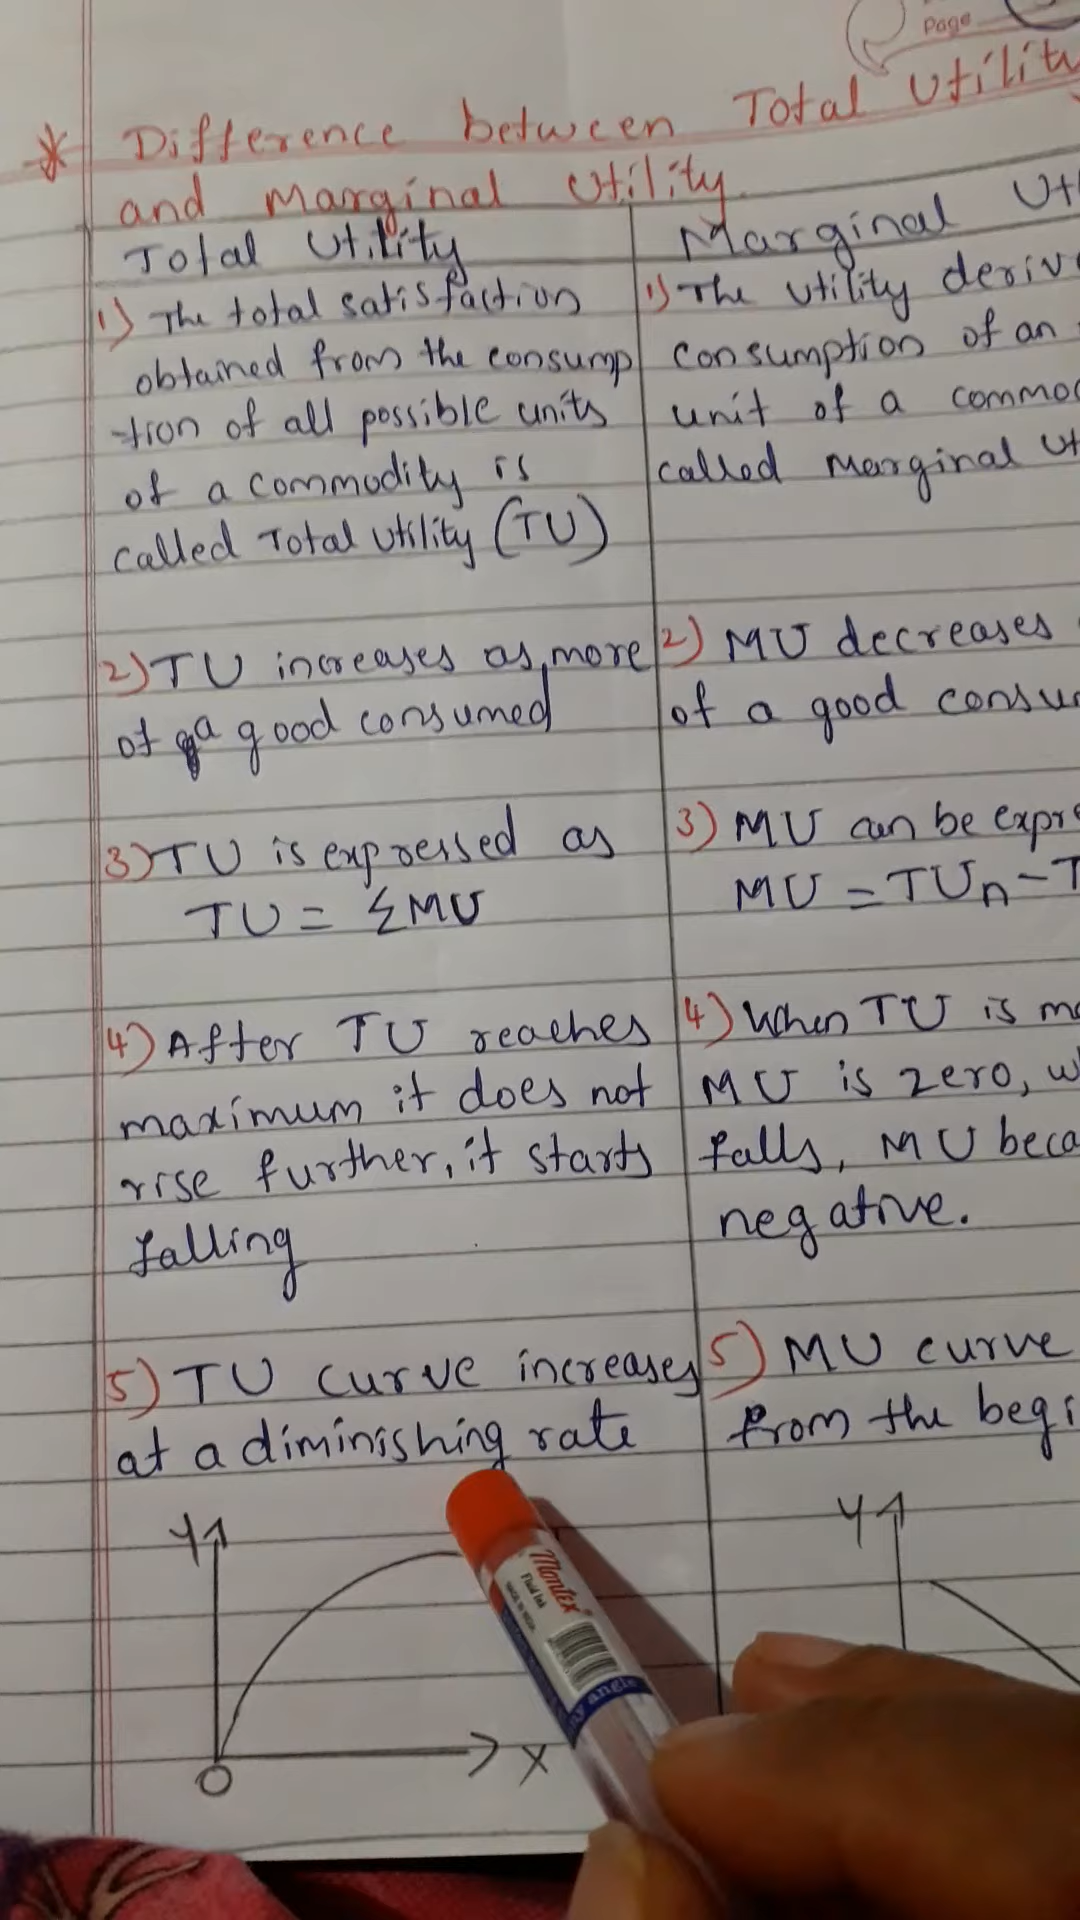 Page
* Difference between Total Utility
and Marginal Utility
Total Utility
1) The total satisfaction
obtained from the consump
-tion of all possible units
of a commodity is
called Total Utility (TU)
2) TU increases as more
of a good consumed
3) TU is expressed as
TU = ΣMU
4) After TU reaches
maximum it does not
rise further, it starts
falling
5) TU curve increases
at a diminishing rate
Y
O
X
Marginal
1) The utility
consumption of an
unit of a
called Marginal
2) MU decreases
of a good
3) MU can be
MU = TUn -
4) When TU is
MU is zero,
falls, MU
negative.
5) MU curve
from the
Y
Montex
Fluid Ink